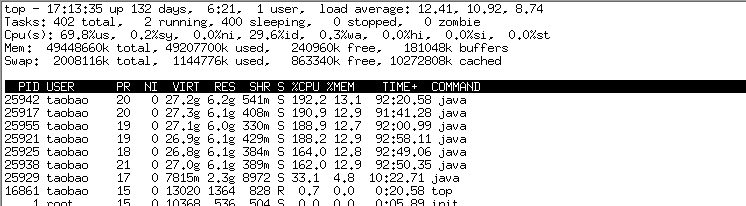 top - 17:13:35 up 132 days,  6:21,  1 user,  load average: 12.41, 10.92, 8.74
Tasks: 402 total,   2 running, 400 sleeping,   0 stopped,   0 zombie
Cpu(s): 69.8%us,  0.2%sy,  0.0%ni, 29.6%id,  0.3%wa,  0.0%hi,  0.0%si,  0.0%st
Mem:  49448660k total, 49207700k used,   240960k free,   181048k buffers
Swap:  2008116k total,  1144776k used,   863340k free, 10272808k cached
PID USER      PR  NI  VIRT  RES  SHR S %CPU %MEM    TIME+  COMMAND
25942 taobao    20   0 27.2g 6.2g 541m S 192.2 13.1  92:20.58 java
25917 taobao    20   0 27.3g 6.1g 408m S 190.9 12.9  91:41.28 java
25955 taobao    19   0 27.1g 6.0g 330m S 188.9 12.7  92:00.99 java
25921 taobao    19   0 26.9g 6.1g 429m S 188.2 12.9  92:58.11 java
25925 taobao    18   0 26.8g 6.1g 384m S 164.0 12.8  92:49.06 java
25938 taobao    21   0 27.0g 6.1g 389m S 162.0 12.9  92:50.35 java
25929 taobao    17   0 7815m 2.3g 8972 S 33.1  4.8  10:22.71 java
16861 taobao    15   0 13020 1364  828 R  0.7  0.0   0:20.58 top
1 root      15   0 10368  536  504 S  0.0  0.0   0:05.89 init